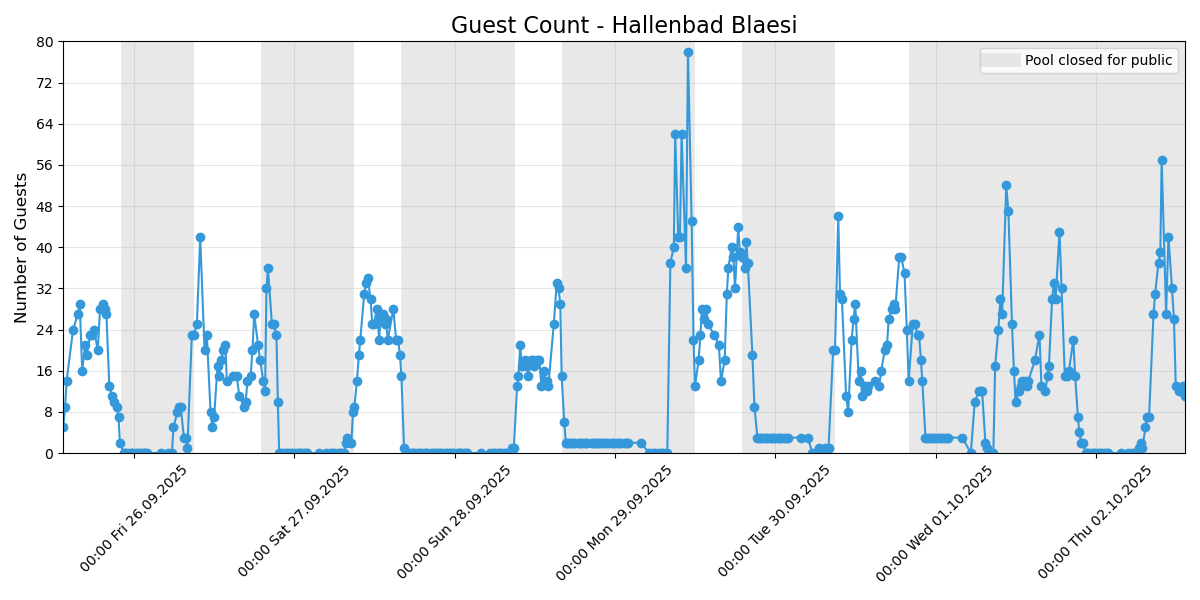 Guest Count - Hallenbad Blaesi
Pool closed for public
Number of Guests
80
72
64
56
48
40
32
24
16
8
0
00:00 Fri 26.09.2025
00:00 Sat 27.09.2025
00:00 Sun 28.09.2025
00:00 Mon 29.09.2025
00:00 Tue 30.09.2025
00:00 Wed 01.10.2025
00:00 Thu 02.10.2025